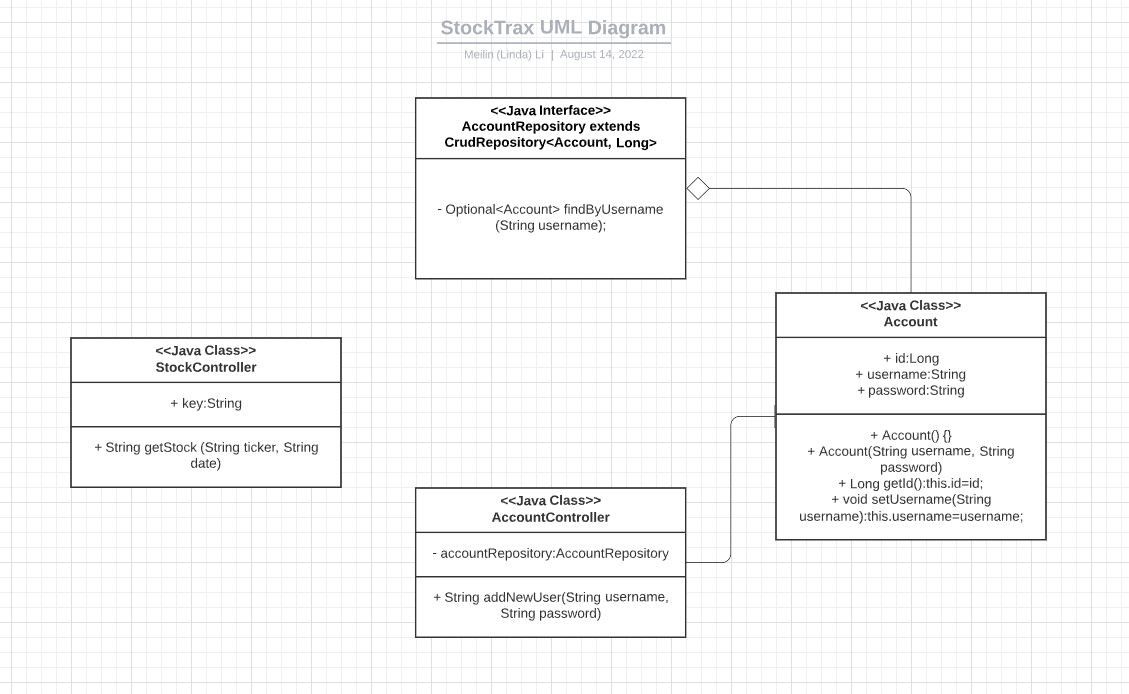 StockTrax UML Diagram
Meilin (Linda) Li | August 14, 2022
<<Java Interface>>
AccountRepository extends
CrudRepository<Account, Long>
- Optional<Account> findByUsername
(String username);
<<Java Class>>
Account
+ id:Long
+ username:String
+ password:String
+ Account() {}
+ Account(String username, String
password)
+ Long getId():this.id=id;
+ void setUsername(String
username):this.username=username;
<<Java Class>>
StockController
+ key:String
+ String getStock (String ticker, String
date)
<<Java Class>>
AccountController
- accountRepository:AccountRepository
+ String addNewUser(String username,
String password)